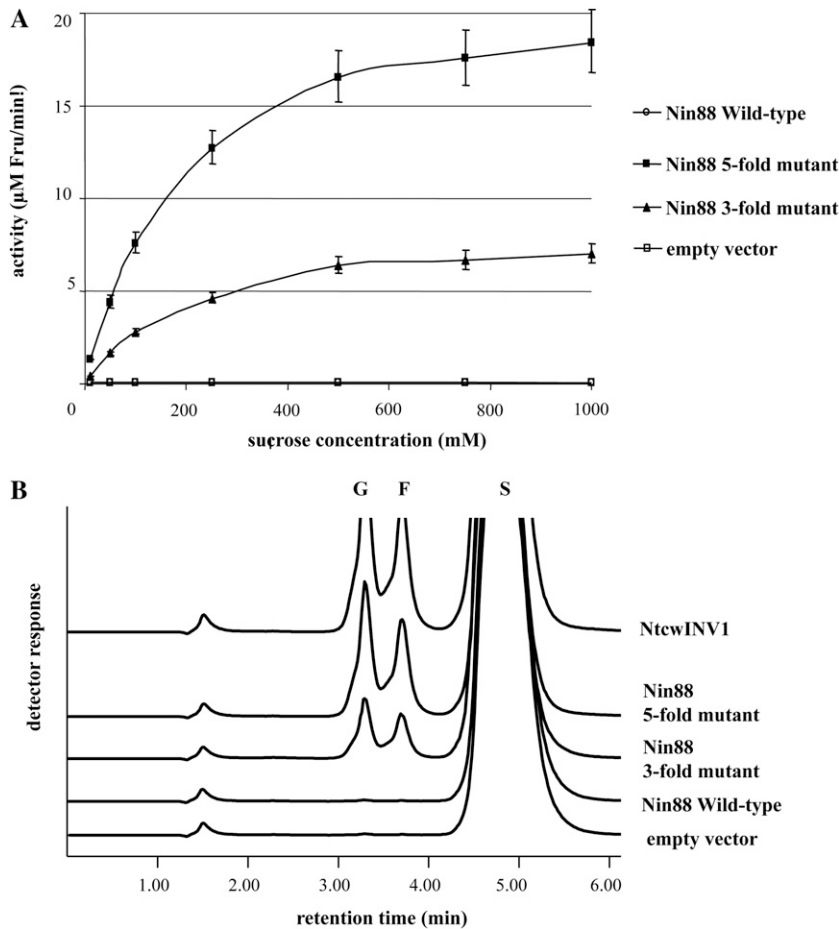 A
activity (µM Fru/min!)
20
15
10
5
0
200
400
600
800
1000
sucrose concentration (mM)
Nin88 Wild-type
Nin88 5-fold mutant
Nin88 3-fold mutant
empty vector
B
G F S
detector response
NtcwINV1
Nin88
5-fold mutant
Nin88
3-fold mutant
Nin88 Wild-type
empty vector
1.00 2.00 3.00 4.00 5.00 6.00
retention time (min)